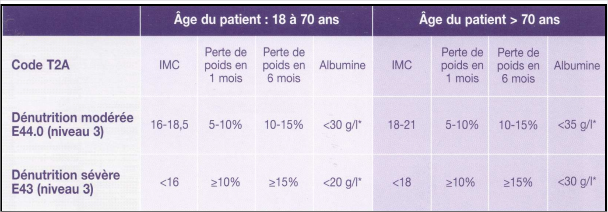 Âge du patient : 18 à 70 ans Âge du patient > 70 ans
Code T2A IMC Perte de poids en 1 mois Perte de poids en 6 mois Albumine IMC Perte de poids en 1 mois Perte de poids en 6 mois Albumine
Dénutrition modérée
E44.0 (niveau 3) 16-18,5 5-10% 10-15% <30 g/l* 18-21 5-10% 10-15% <35 g/l*
Dénutrition sévère
E43 (niveau 3) <16 ≥10% ≥15% <20 g/l* <18 ≥10% ≥15% <30 g/l*